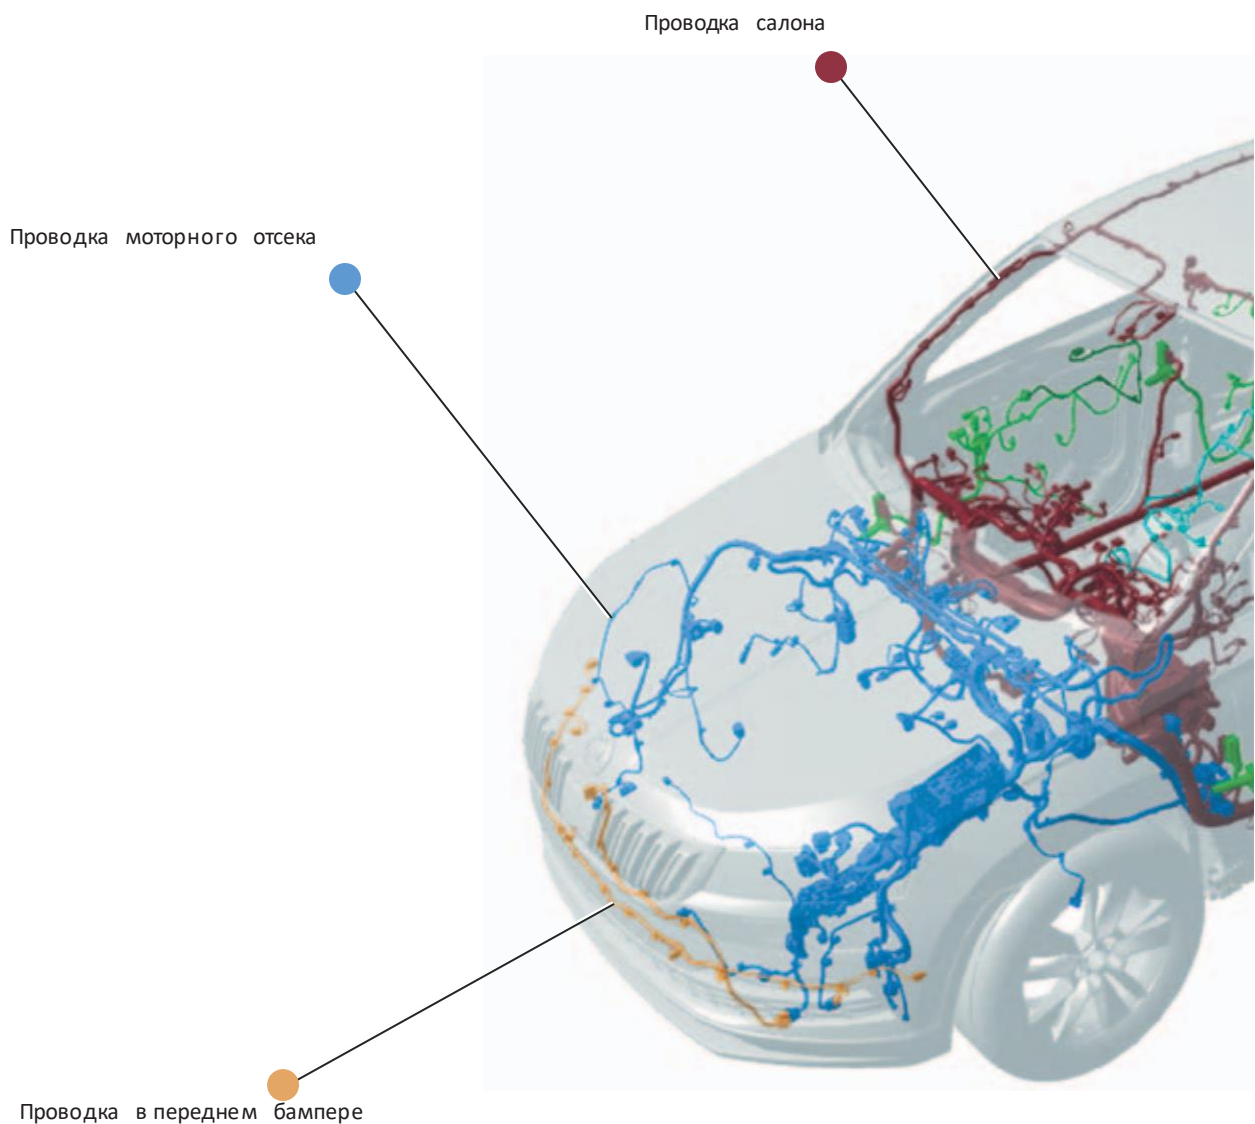 Проводка салона
Проводка моторного отсека
Проводка в переднем бампере